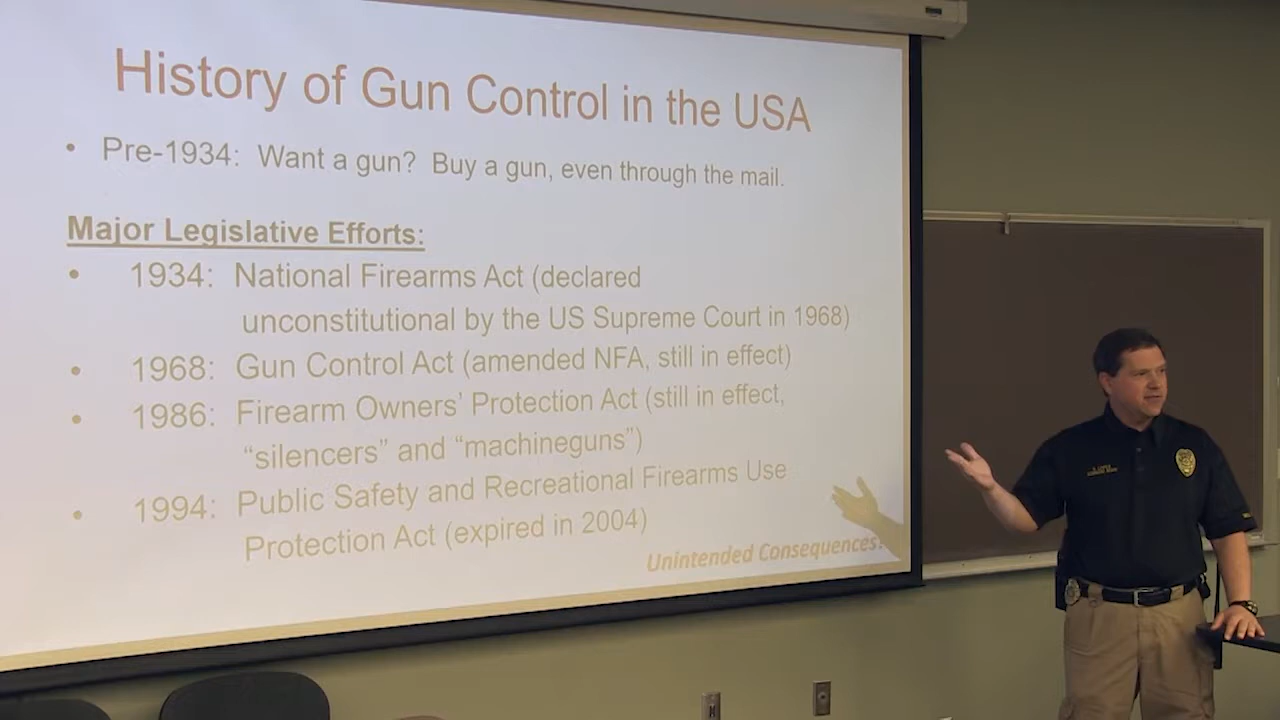 History of Gun Control in the USA
• Pre-1934: Want a gun? Buy a gun, even through the mail.
Major Legislative Efforts:
• 1934: National Firearms Act (declared
unconstitutional by the US Supreme Court in 1968)
• 1968: Gun Control Act (amended NFA, still in effect)
• 1986: Firearm Owners' Protection Act (still in effect,
“silencers” and “machineguns”)
• 1994: Public Safety and Recreational Firearms Use
Protection Act (expired in 2004)
Unintended Consequences!